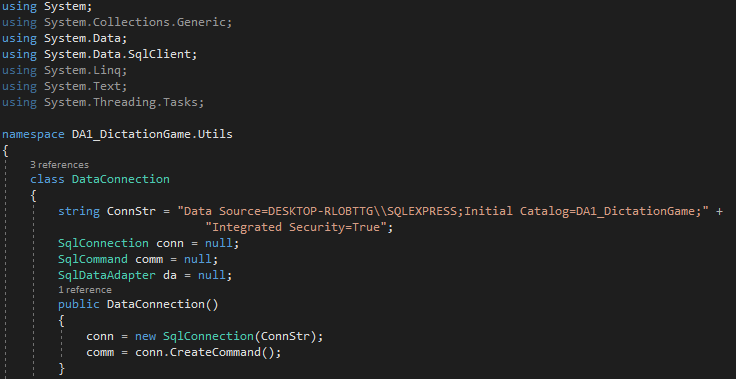 using System;
using System.Collections.Generic;
using System.Data;
using System.Data.SqlClient;
using System.Linq;
using System.Text;
using System.Threading.Tasks;
namespace DA1_DictationGame.Utils
{
3 references
class DataConnection
{
string ConnStr = "Data Source=DESKTOP-RLOBTTG\\SQLEXPRESS;Initial Catalog=DA1_DictationGame;" +
"Integrated Security=True";
SqlConnection conn = null;
SqlCommand comm = null;
SqlDataAdapter da = null;
1 reference
public DataConnection()
{
conn = new SqlConnection(ConnStr);
comm = conn.CreateCommand();
}